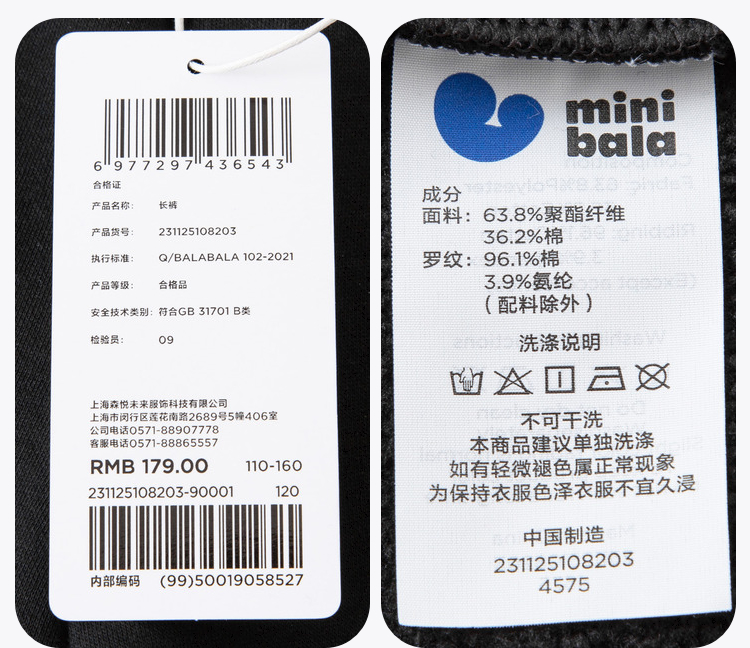 6 977297 436543
合格证
产品名称: 长裤
产品货号: 231125108203
执行标准: Q/BALABALA 102-2021
产品等级: 合格品
安全技术类别: 符合GB 31701 B类
检验员: 09
上海森悦未来服饰科技有限公司
上海市闵行区莲花南路2689号5幢406室
公司电话0571-88907778
客服电话0571-88865557
RMB 179.00 110-160
231125108203-90001 120
内部编码 (99)50019058527
mini
bala
成分
面料: 63.8%聚酯纤维
36.2%棉
罗纹: 96.1%棉
3.9%氨纶
(配料除外)
洗涤说明
不可干洗
本商品建议单独洗涤
如有轻微褪色属正常现象
为保持衣服色泽衣服不宜久浸
中国制造
231125108203
4575